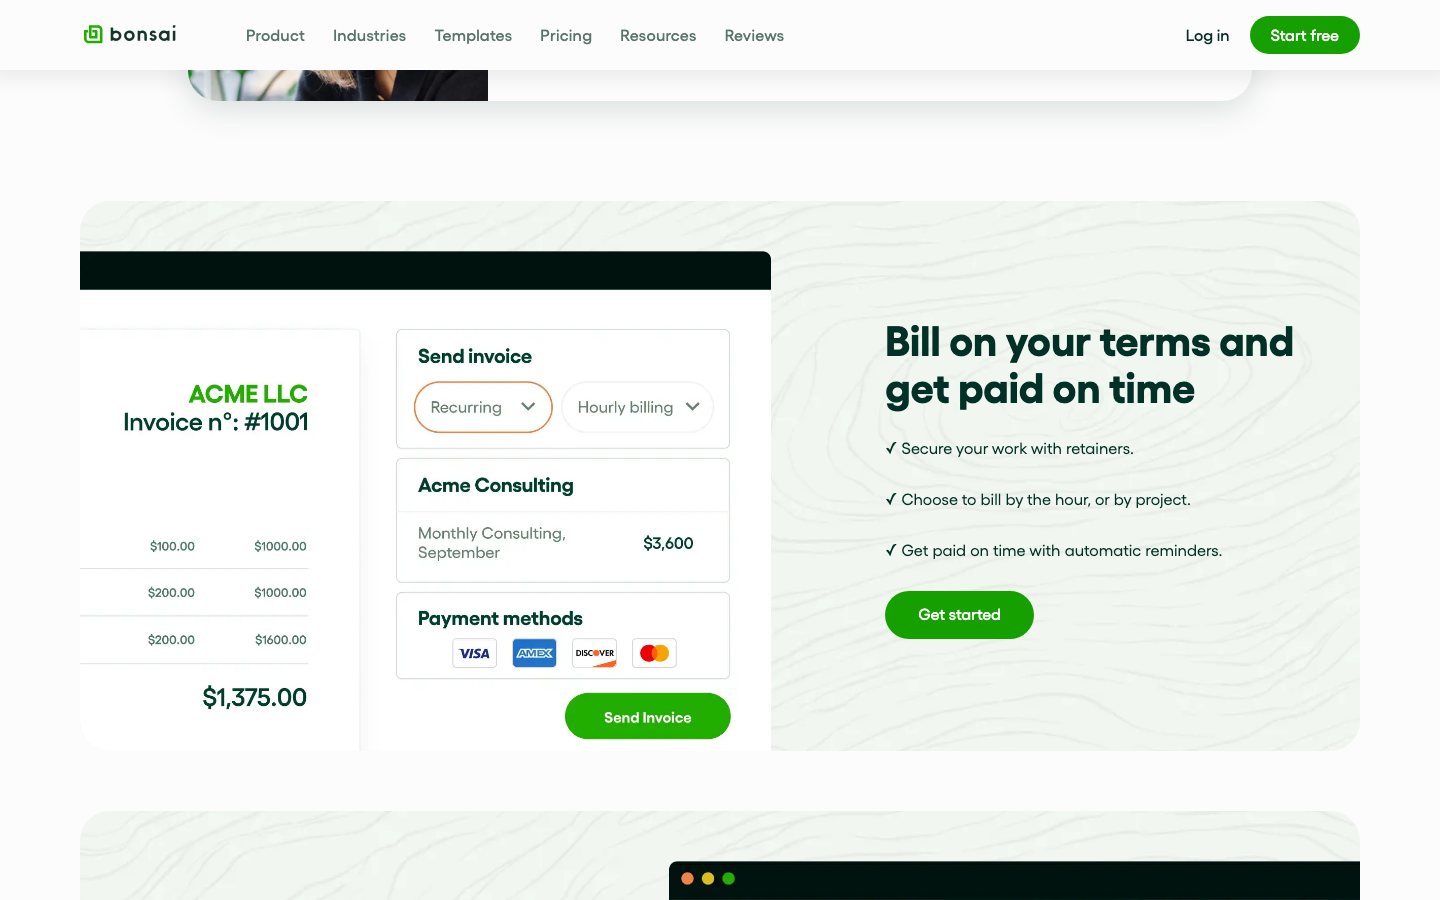 bonsai
Product
Industries
Templates
Pricing
Resources
Reviews
Log in
Start free
ACME LLC
Invoice n°: #1001
$100.00 $1000.00
$200.00 $1000.00
$200.00 $1600.00
$1,375.00
Send invoice
Recurring
Hourly billing
Acme Consulting
Monthly Consulting,
September
$3,600
Payment methods
VISA
AMEX
DISCOVER
Send Invoice
Bill on your terms and
get paid on time
✓ Secure your work with retainers.
✓ Choose to bill by the hour, or by project.
✓ Get paid on time with automatic reminders.
Get started